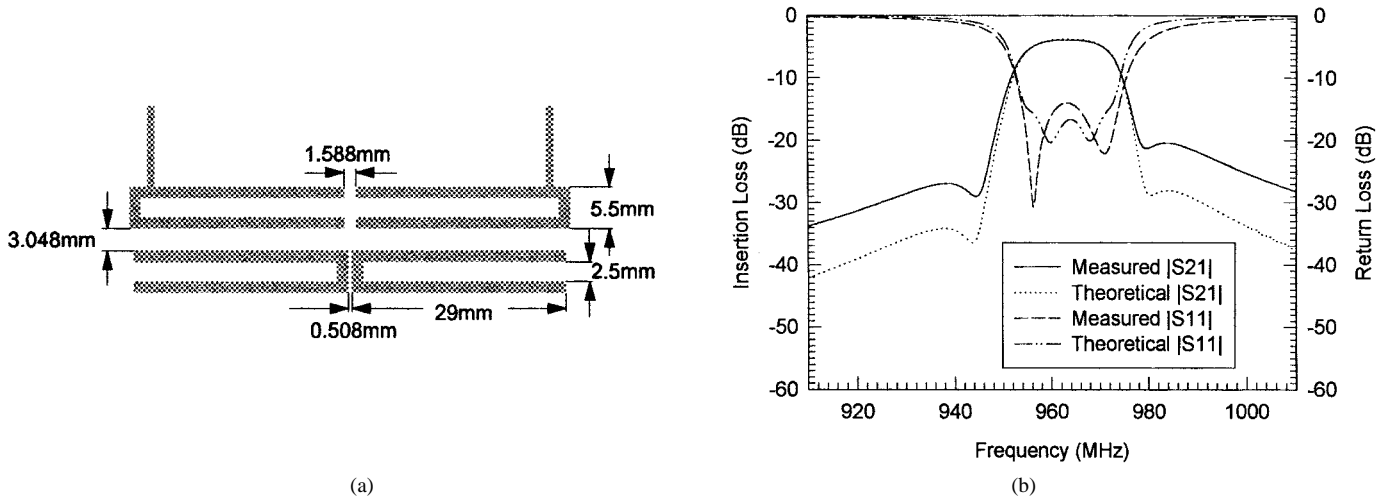 1.588mm
5.5mm
3.048mm
2.5mm
29mm
0.508mm
(a)
0
-10
-20
-30
-40
-50
-60
Insertion Loss (dB)
0
-10
-20
-30
-40
-50
-60
Return Loss (dB)
Measured |S21|
Theoretical |S21|
Measured |S11|
Theoretical |S11|
920 940 960 980 1000
Frequency (MHz)
(b)